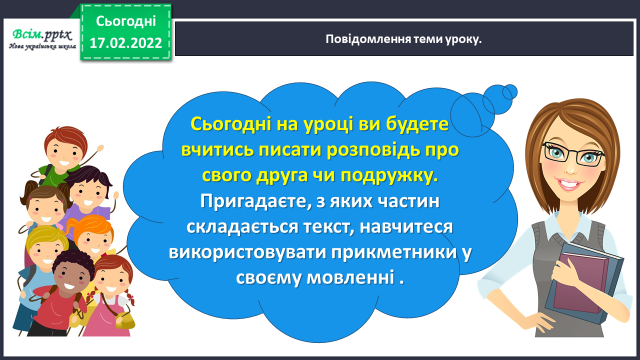 Всім.pptx
Нова українська школа
Сьогодні
17.02.2022
Повідомлення теми уроку.
Сьогодні на уроці ви будете
вчитись писати розповідь про
свого друга чи подружку.
Пригадаєте, з яких частин
складається текст, навчитеся
використовувати прикметники у
своєму мовленні .